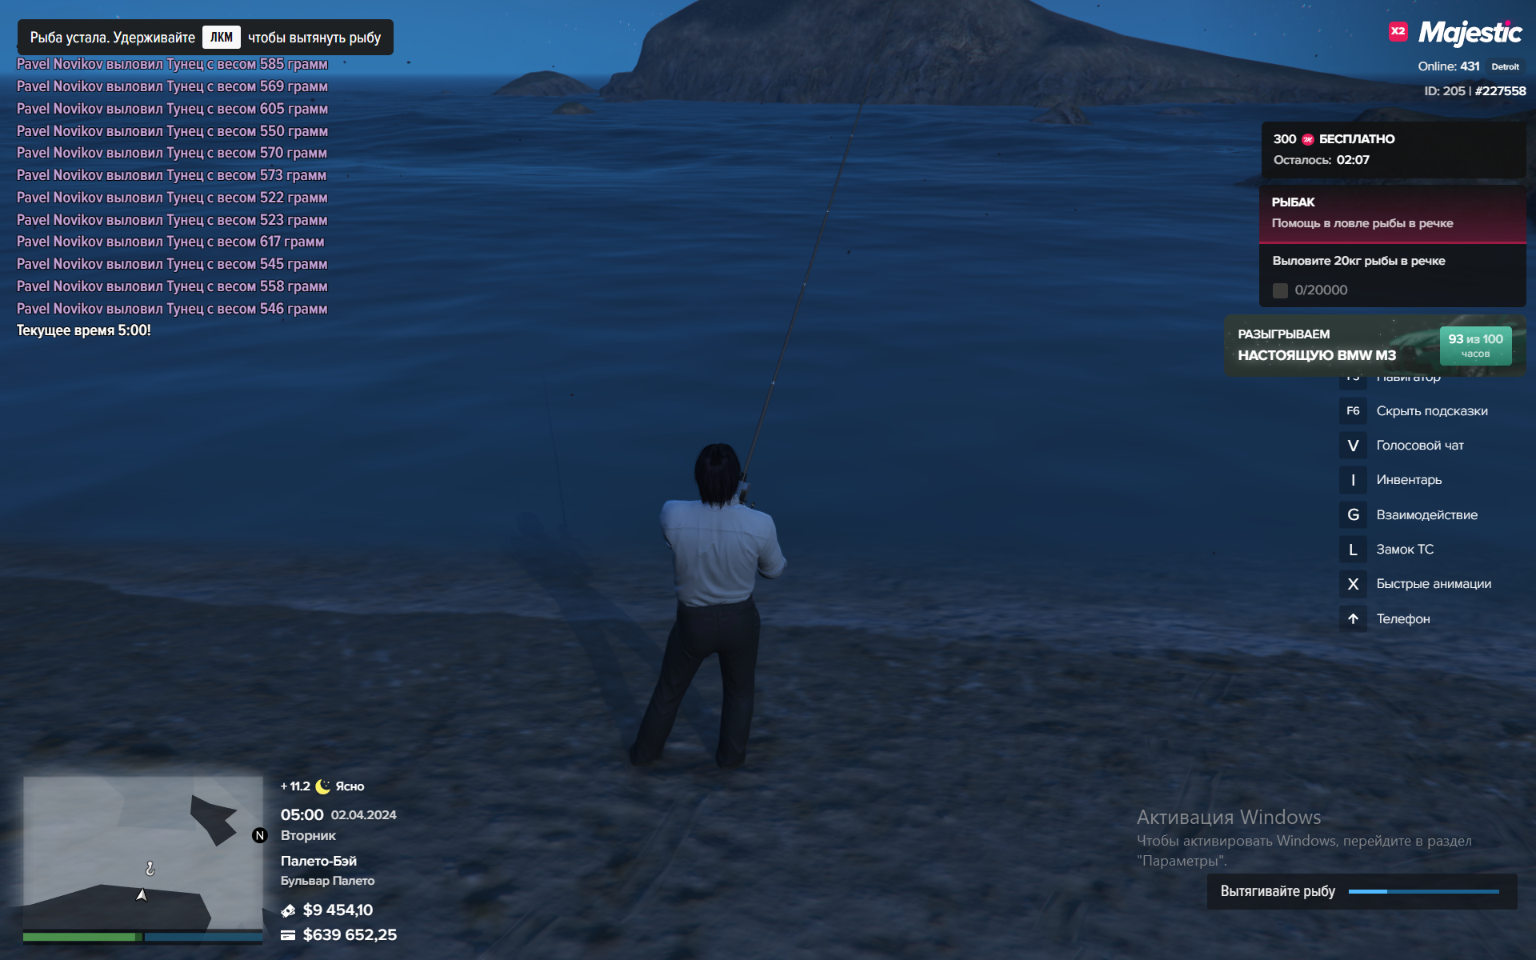 Рыба устала. Удерживайте ЛКМ чтобы вытянуть рыбу
Pavel Novikov выловил Тунец с весом 585 грамм
Pavel Novikov выловил Тунец с весом 569 грамм
Pavel Novikov выловил Тунец с весом 605 грамм
Pavel Novikov выловил Тунец с весом 550 грамм
Pavel Novikov выловил Тунец с весом 570 грамм
Pavel Novikov выловил Тунец с весом 573 грамм
Pavel Novikov выловил Тунец с весом 522 грамм
Pavel Novikov выловил Тунец с весом 523 грамм
Pavel Novikov выловил Тунец с весом 617 грамм
Pavel Novikov выловил Тунец с весом 545 грамм
Pavel Novikov выловил Тунец с весом 558 грамм
Pavel Novikov выловил Тунец с весом 546 грамм
Текущее время 5:00!
X2 Majestic
Online: 431 Detroit
ID: 205 | #227558
300 БЕСПЛАТНО
Осталось: 02:07
РЫБАК
Помощь в ловле рыбы в речке
Выловите 20кг рыбы в речке
0/20000
РАЗЫГРЫВАЕМ
НАСТОЯЩУЮ BMW M3
93 из 100
часов
Навигатор
F6 Скрыть подсказки
V Голосовой чат
I Инвентарь
G Взаимодействие
L Замок ТС
X Быстрые анимации
Телефон
+ 11.2 Ясно
05:00 02.04.2024
N Вторник
Палето-Бэй
Бульвар Палето
$9 454,10
$639 652,25
Активация Windows
Чтобы активировать Windows, перейдите в раздел
"Параметры".
Вытягивайте рыбу